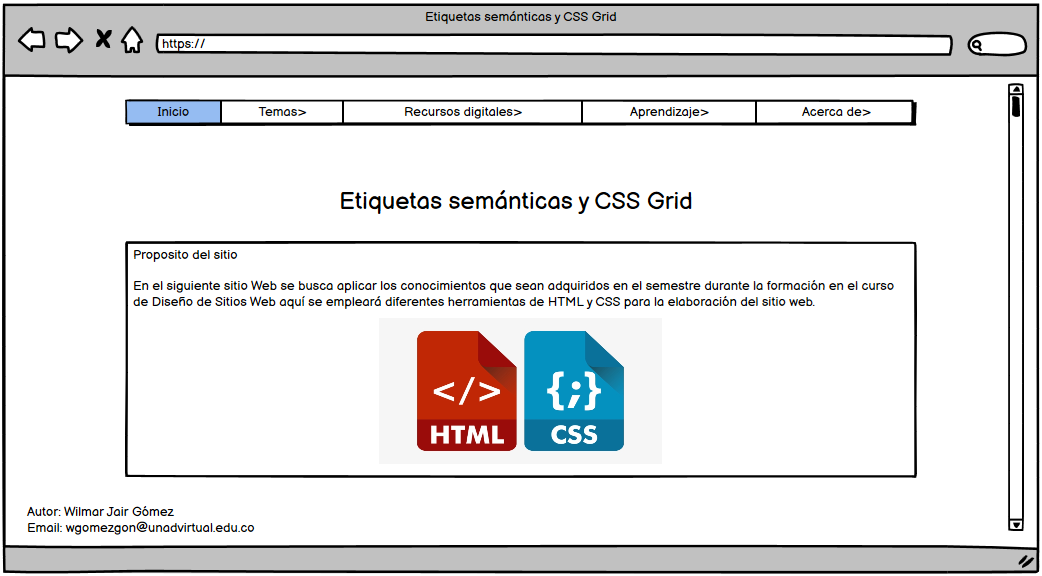 Etiquetas semánticas y CSS Grid
https://
Inicio
Temas>
Recursos digitales>
Aprendizaje>
Acerca de>
Etiquetas semánticas y CSS Grid
Proposito del sitio
En el siguiente sitio Web se busca aplicar los conocimientos que sean adquiridos en el semestre durante la formación en el curso
de Diseño de Sitios Web aquí se empleará diferentes herramientas de HTML y CSS para la elaboración del sitio web.
</>
{;}
HTML
CSS
Autor: Wilmar Jair Gómez
Email: wgomezgon@unadvirtual.edu.co